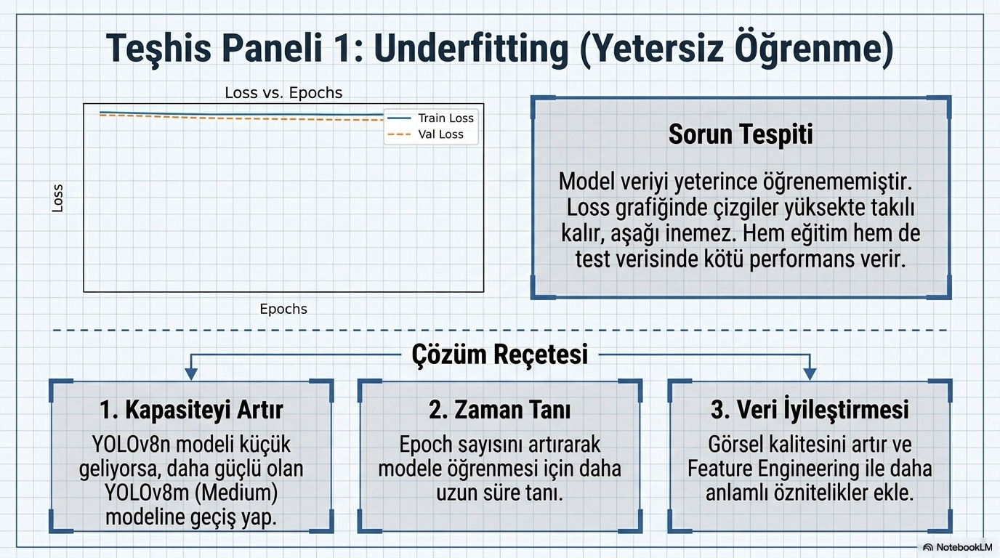 Teşhis Paneli 1: Underfitting (Yetersiz Öğrenme)
Loss vs. Epochs
Train Loss
Val Loss
Loss
Epochs
Sorun Tespiti
Model veriyi yeterince öğrenememiştir.
Loss grafiğinde çizgiler yüksekte takılı
kalır, aşağı inemez. Hem eğitim hem de
test verisinde kötü performans verir.
Çözüm Reçetesi
1. Kapasiteyi Artır
YOLOv8n modeli küçük
geliyorsa, daha güçlü olan
YOLOv8m (Medium)
modeline geçiş yap.
2. Zaman Tanı
Epoch sayısını artırarak
modele öğrenmesi için daha
uzun süre tanı.
3. Veri İyileştirmesi
Görsel kalitesini artır ve
Feature Engineering ile daha
anlamlı öznitelikler ekle.
NotebookLM